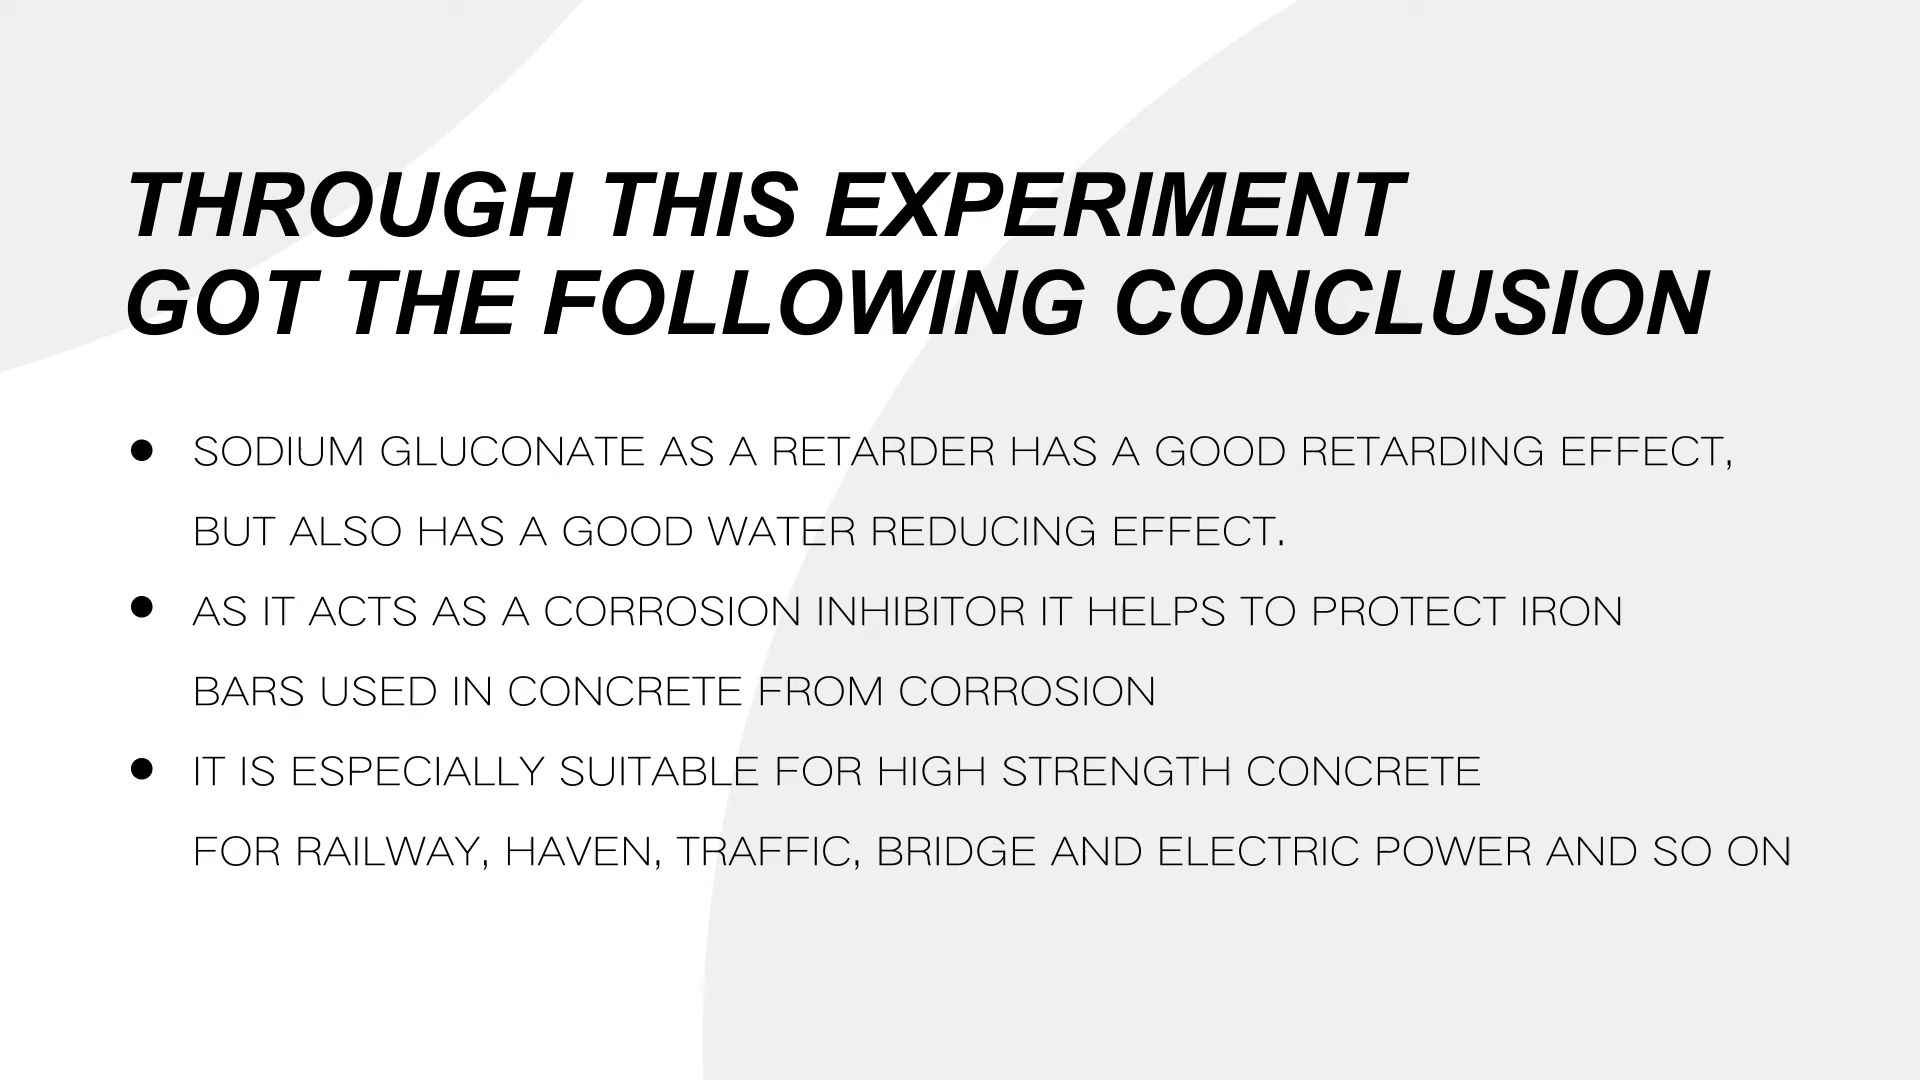 THROUGH THIS EXPERIMENT
GOT THE FOLLOWING CONCLUSION
● SODIUM GLUCONATE AS A RETARDER HAS A GOOD RETARDING EFFECT,
BUT ALSO HAS A GOOD WATER REDUCING EFFECT.
● AS IT ACTS AS A CORROSION INHIBITOR IT HELPS TO PROTECT IRON
BARS USED IN CONCRETE FROM CORROSION
● IT IS ESPECIALLY SUITABLE FOR HIGH STRENGTH CONCRETE
FOR RAILWAY, HAVEN, TRAFFIC, BRIDGE AND ELECTRIC POWER AND SO ON